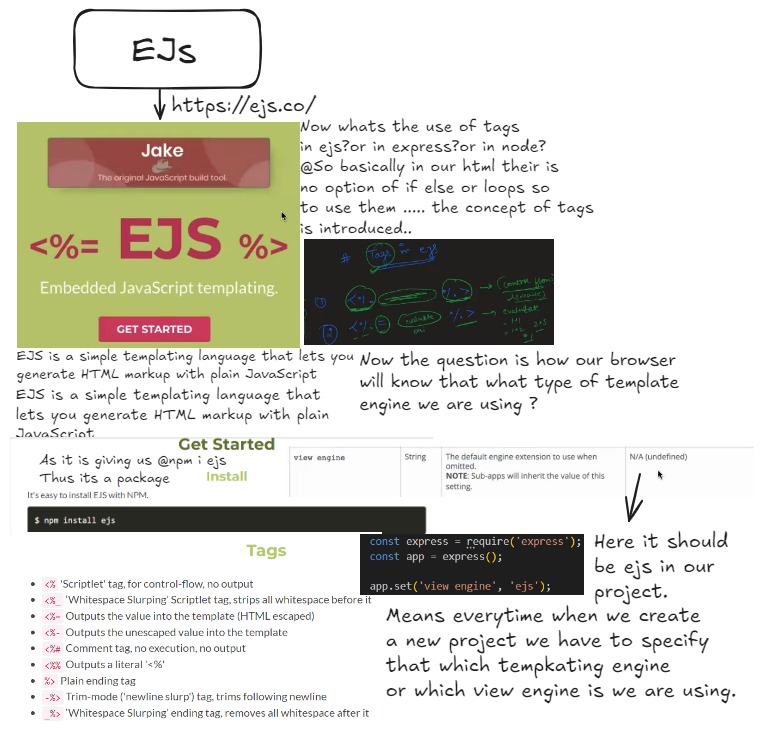 EJs
https://ejs.co/
Jake
The original JavaScript build tool.
<%= EJS %>
Embedded JavaScript templating.
GET STARTED
Now whats the use of tags
in ejs?or in express?or in node?
@So basically in our html their is
no option of if else or loops so
to use them ..... the concept of tags
is introduced..
# Tags in ejs
①
<% %> → control flow
② <% = %> → evaluate
EJS is a simple templating language that lets you
generate HTML markup with plain JavaScript
EJS is a simple templating language that
lets you generate HTML markup with plain
JavaScript
Now the question is how our browser
will know that what type of template
engine we are using ?
Get Started
As it is giving us @npm i ejs
Thus its a package
Install
It's easy to install EJS with NPM.
$ npm install ejs
view engine
String
The default engine extension to use when
omitted.
NOTE: Sub-apps will inherit the value of this
setting.
N/A (undefined)
const express = require('express');
const app = express();
app.set('view engine', 'ejs');
Here it should
be ejs in our
project.
Means everytime when we create
a new project we have to specify
that which tempkating engine
or which view engine is we are using.
Tags
• <% 'Scriptlet' tag, for control-flow, no output
• <%_ 'Whitespace Slurping' Scriptlet tag, strips all whitespace before it
• <%= Outputs the value into the template (HTML escaped)
• <%- Outputs the unescaped value into the template
• <%# Comment tag, no execution, no output
• <%% Outputs a literal '<%'
• %> Plain ending tag
• -%> Trim-mode ('newline slurp') tag, trims following newline
• _%> 'Whitespace Slurping' ending tag, removes all whitespace after it